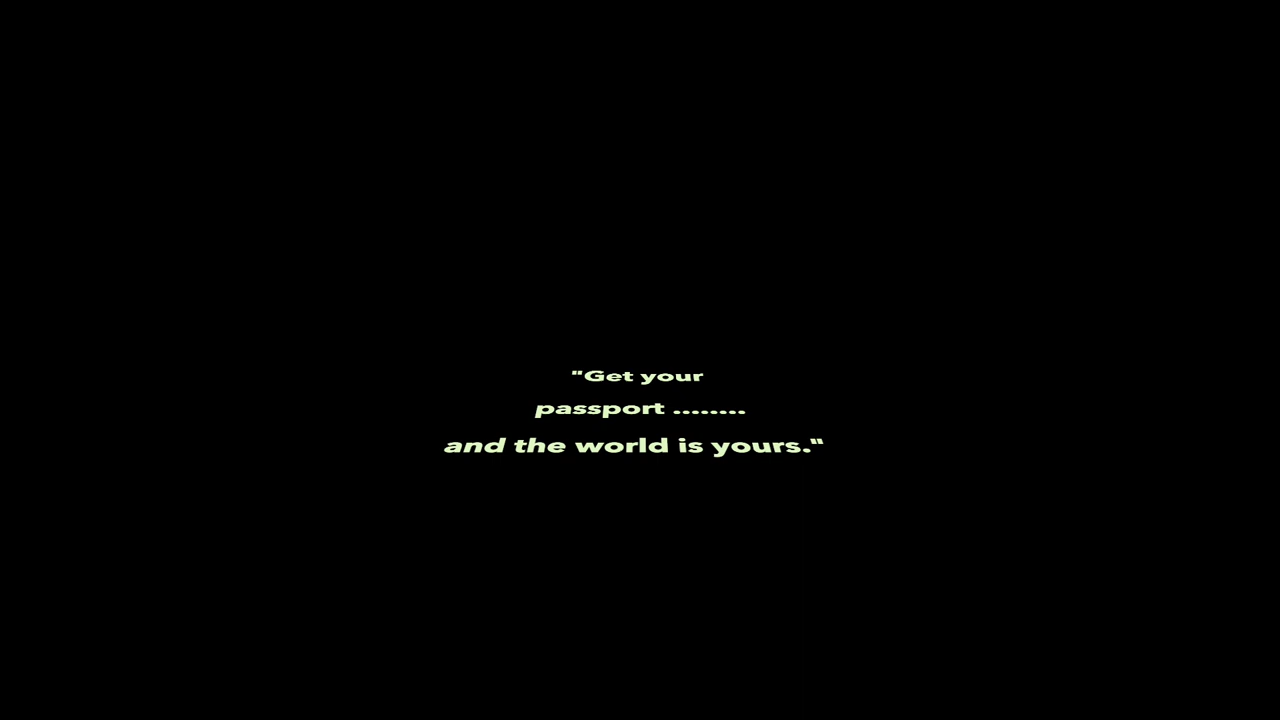 "Get your
passport ........
and the world is yours."